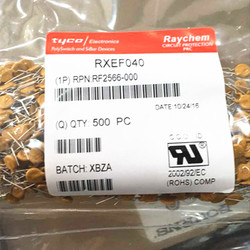 tyco / Electronics
PolySwitch and SiBar Devices
Raychem
CIRCUIT PROTECTION
PRC
RXEF040
(1P) RPN:RF2566-000
DATE 10/24/16
(Q) QTY 500 PC
BATCH: XBZA
2002/92/EC
(ROHS) COMP